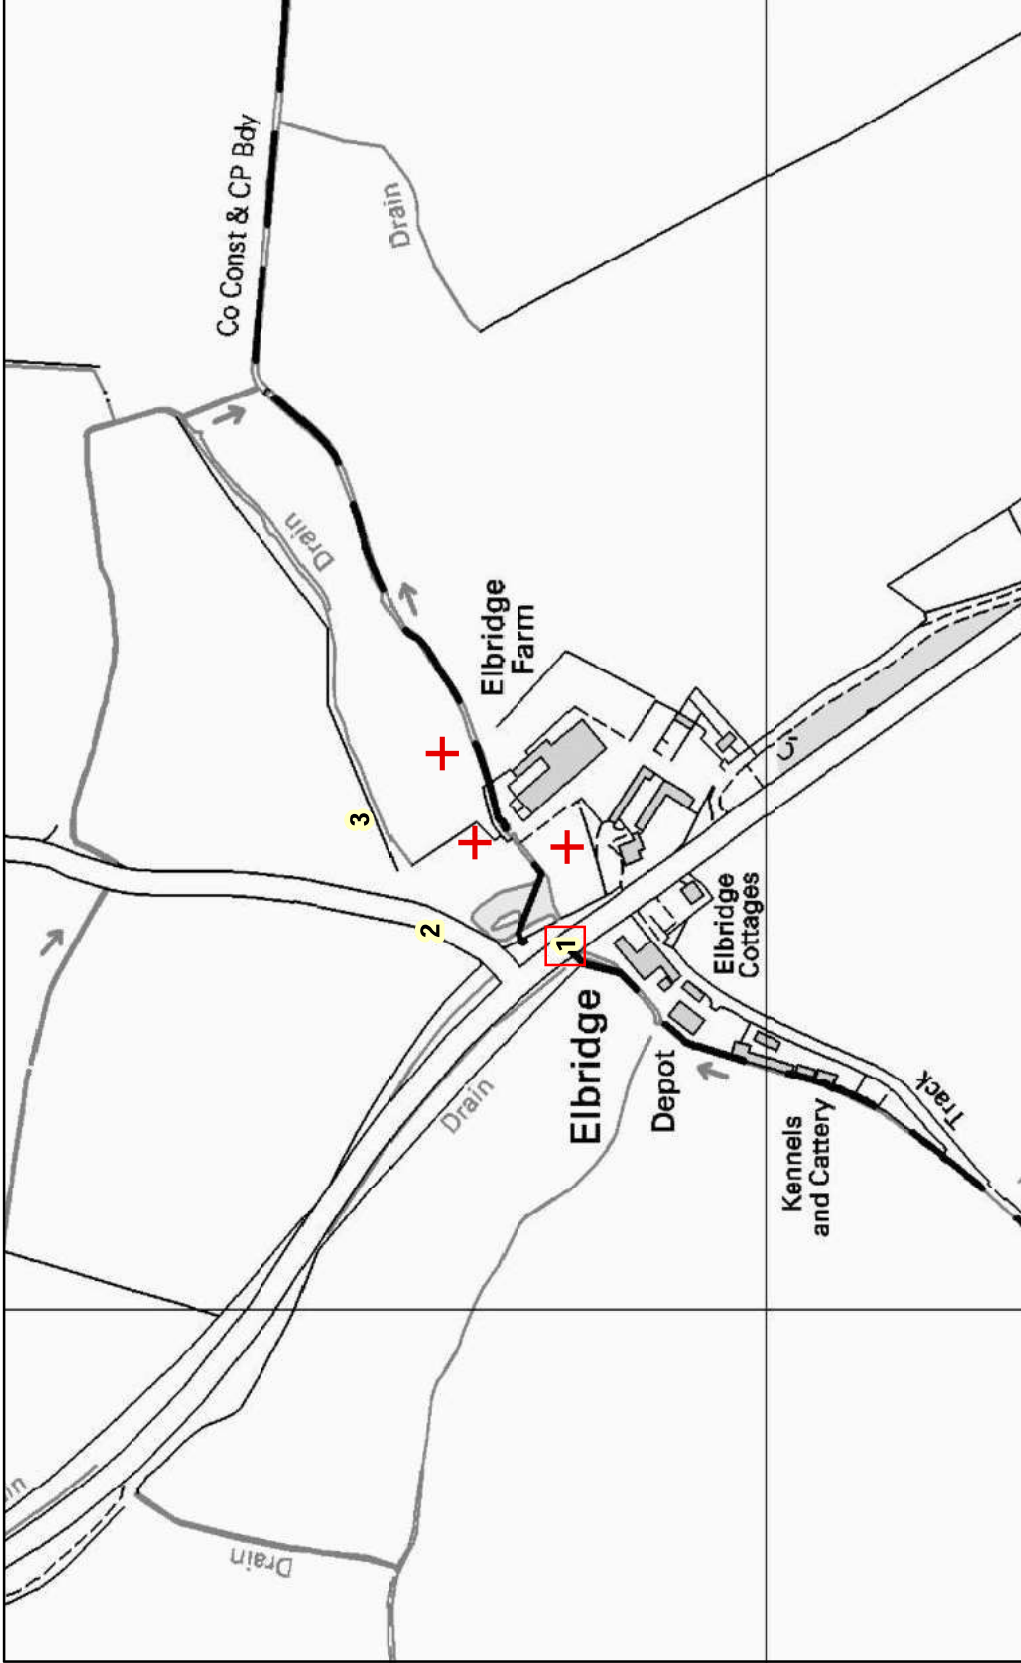 Co Const & CP Bdy
Drain
Drain
Elbridge
Farm
3
2
1
Elbridge
Cottages
Elbridge
Depot
Drain
Kennels
and Cattery
Track
Drain